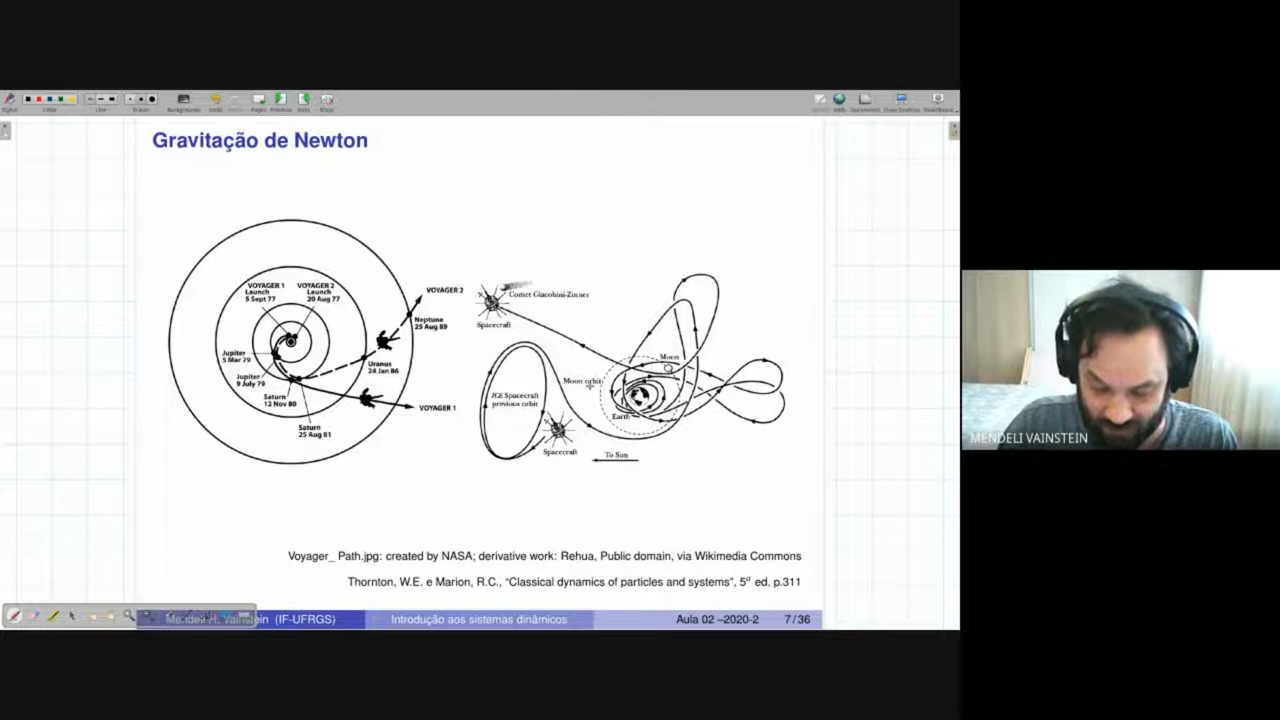 Gravitação de Newton
VOYAGER 1
Launch
5 Sept 77
VOYAGER 2
Launch
20 Aug 77
VOYAGER 2
Neptune
25 Aug 89
Jupiter
5 Mar 79
Uranus
24 Jan 86
Jupiter
9 July 79
Saturn
12 Nov 80
VOYAGER 1
Saturn
25 Aug 81
Comet Giacobini-Zinner
Spacecraft
Moon
Moon orbit
ICE Spacecraft
previous orbit
Earth
Spacecraft
To Sun
Voyager_ Path.jpg: created by NASA; derivative work: Rehua, Public domain, via Wikimedia Commons
Thornton, W.E. e Marion, R.C., “Classical dynamics of particles and systems”, 5ª ed, p.311
Mendeli H. Vainstein (IF-UFRGS)
Introdução aos sistemas dinâmicos
Aula 02 –2020-2
7/36
MENDELI VAINSTEIN